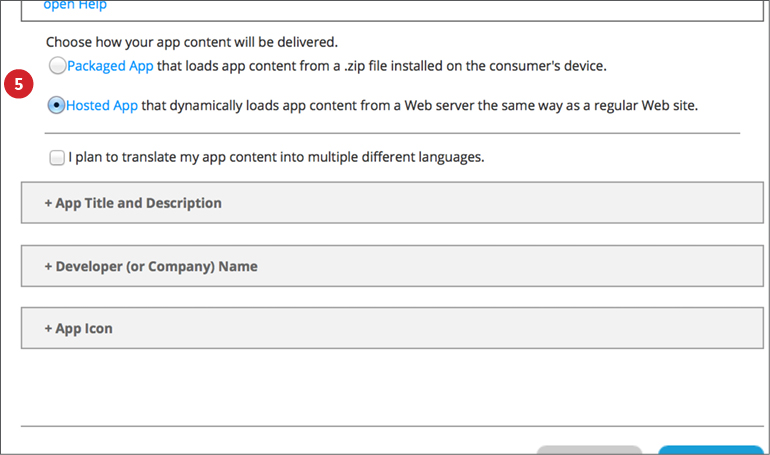 open Help
Choose how your app content will be delivered.
Packaged App that loads app content from a .zip file installed on the consumer's device.
5
Hosted App that dynamically loads app content from a Web server the same way as a regular Web site.
I plan to translate my app content into multiple different languages.
+ App Title and Description
+ Developer (or Company) Name
+ App Icon